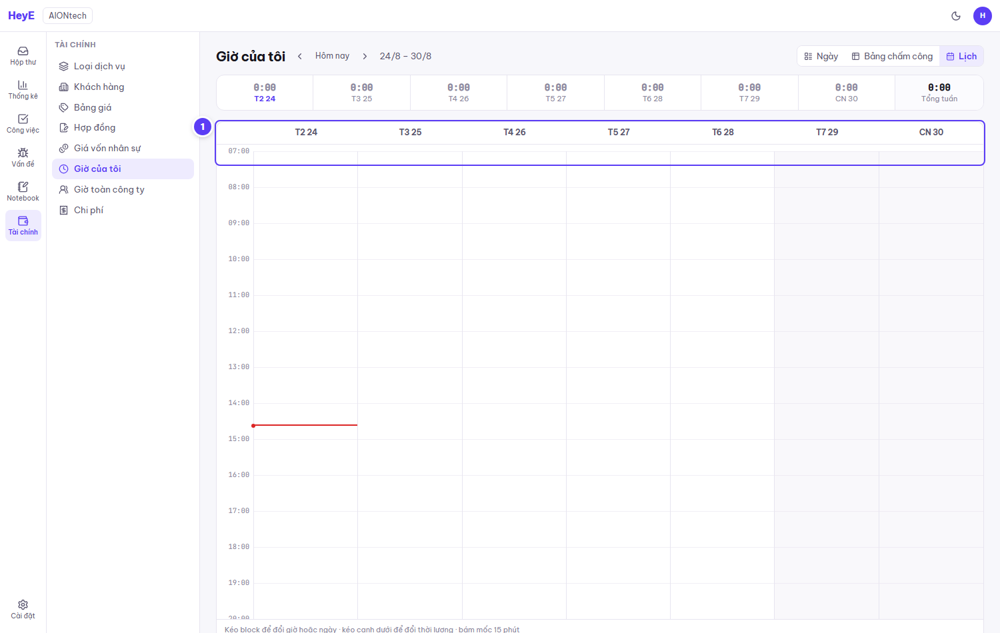 HeyE AIONtech H
Hộp thư
Thống kê
Công việc
Vấn đề
Notebook
Tài chính
Cài đặt
TÀI CHÍNH
Loại dịch vụ
Khách hàng
Bảng giá
Hợp đồng
Giá vốn nhân sự
Giờ của tôi
Giờ toàn công ty
Chi phí
Giờ của tôi Hôm nay 24/8 – 30/8 Ngày Bảng chấm công Lịch
0:00 0:00 0:00 0:00 0:00 0:00 0:00 0:00
T2 24 T3 25 T4 26 T5 27 T6 28 T7 29 CN 30 Tổng tuần
1
T2 24 T3 25 T4 26 T5 27 T6 28 T7 29 CN 30
07:00
08:00
09:00
10:00
11:00
12:00
13:00
14:00
15:00
16:00
17:00
18:00
19:00
20:00
Kéo block để đổi giờ hoặc ngày · kéo cạnh dưới để đổi thời lượng · bám mốc 15 phút